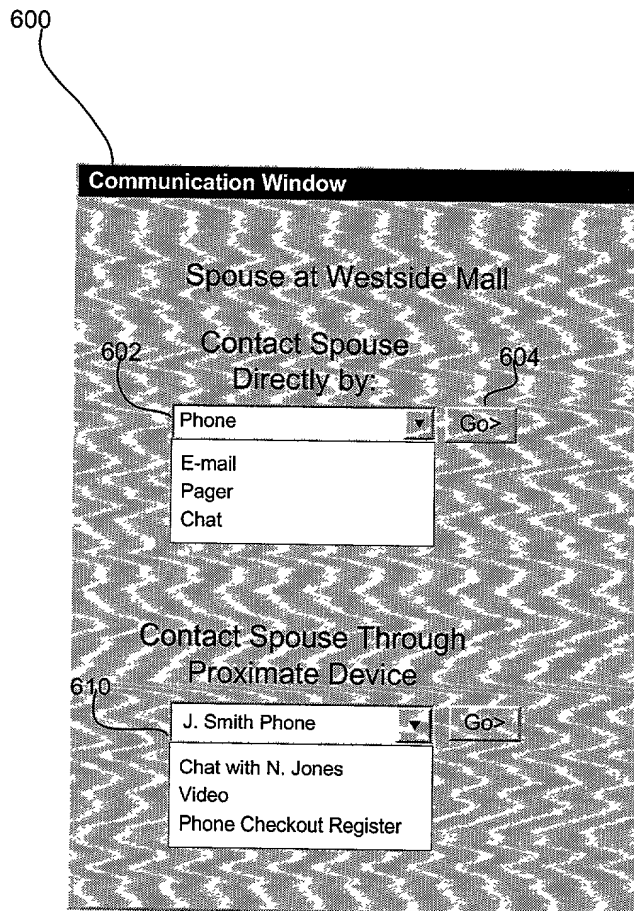 600
Communication Window
Spouse at Westside Mall
602
Contact Spouse
Directly by:
604
Phone
Go>
E-mail
Pager
Chat
Contact Spouse Through
Proximate Device
610
J. Smith Phone
Go>
Chat with N. Jones
Video
Phone Checkout Register